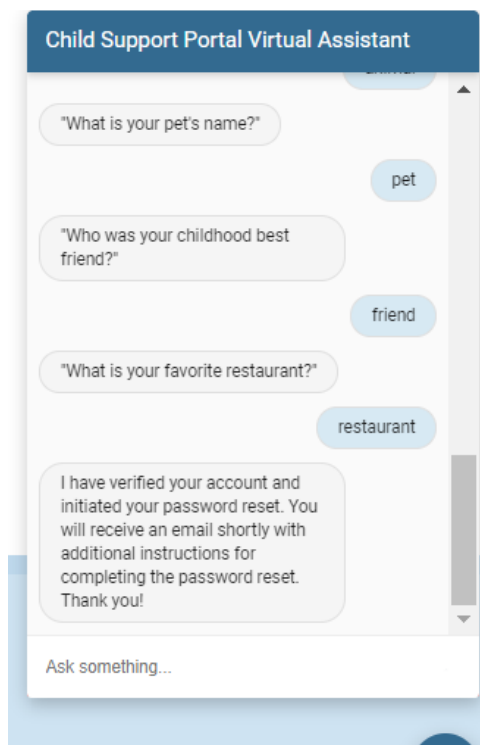 Child Support Portal Virtual Assistant
"What is your pet's name?"
pet
"Who was your childhood best
friend?"
friend
"What is your favorite restaurant?"
restaurant
I have verified your account and
initiated your password reset. You
will receive an email shortly with
additional instructions for
completing the password reset.
Thank you!
Ask something...